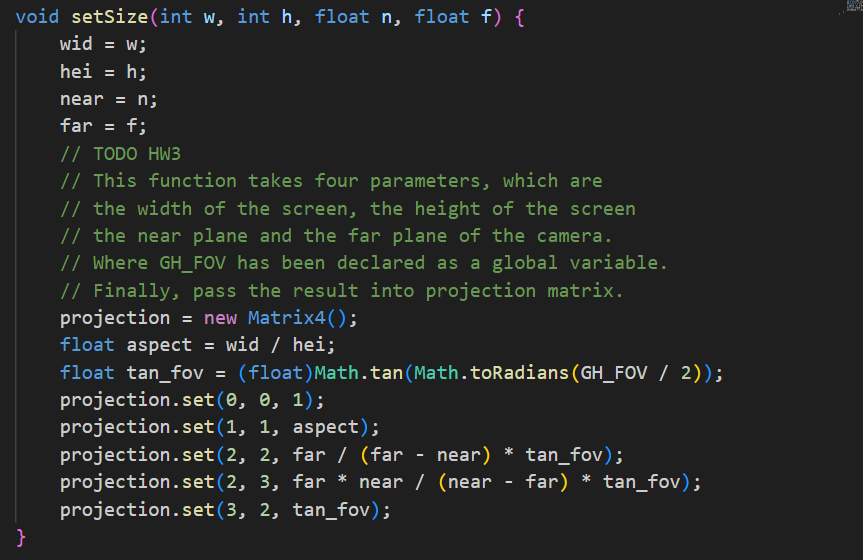 void setSize(int w, int h, float n, float f) {
    wid = w;
    hei = h;
    near = n;
    far = f;
    // TODO HW3
    // This function takes four parameters, which are
    // the width of the screen, the height of the screen
    // the near plane and the far plane of the camera.
    // Where GH_FOV has been declared as a global variable.
    // Finally, pass the result into projection matrix.
    projection = new Matrix4();
    float aspect = wid / hei;
    float tan_fov = (float)Math.tan(Math.toRadians(GH_FOV / 2));
    projection.set(0, 0, 1);
    projection.set(1, 1, aspect);
    projection.set(2, 2, far / (far - near) * tan_fov);
    projection.set(2, 3, far * near / (near - far) * tan_fov);
    projection.set(3, 2, tan_fov);
}